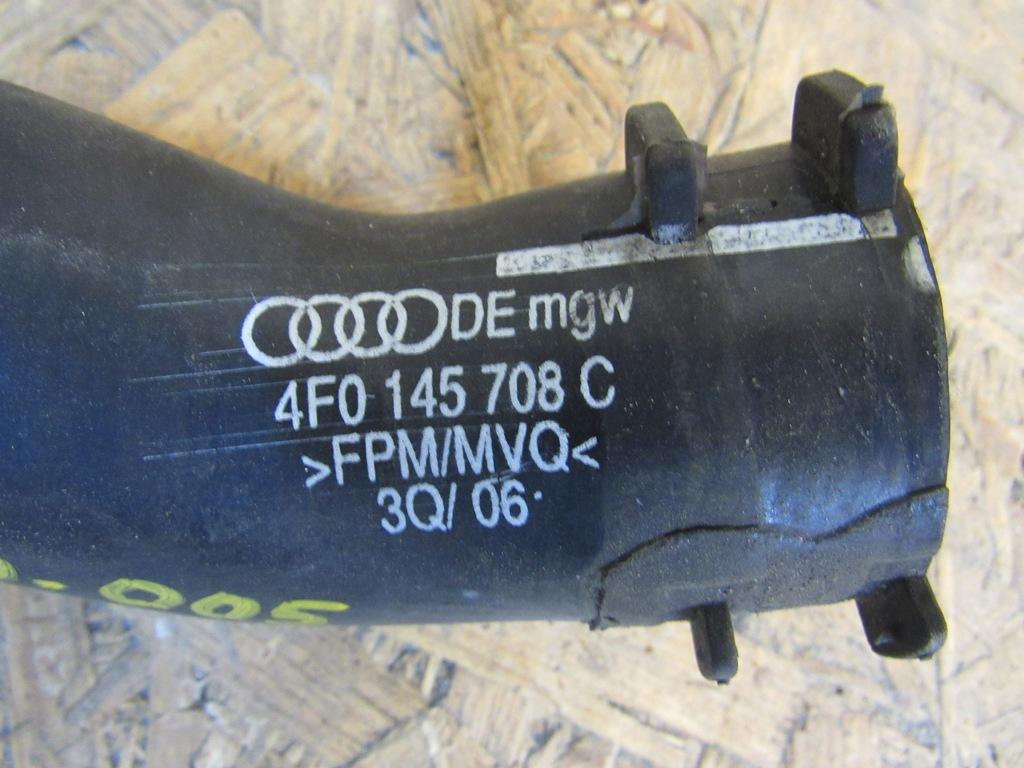 DE mgw
4F0 145 708 C
>FPM/MVQ<
3Q/ 06